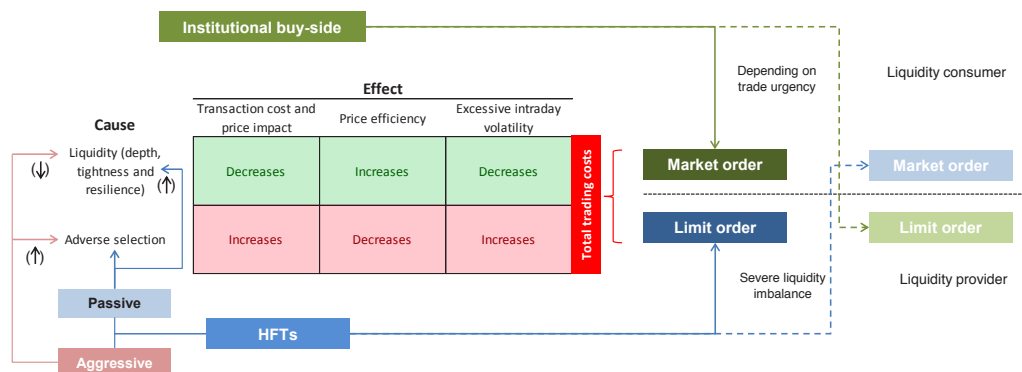 Institutional buy-side
Effect
Depending on
trade urgency
Liquidity consumer
Transaction cost and
price impact
Price efficiency
Excessive intraday
volatility
Cause
(↓)
Liquidity (depth,
tightness and
resilience)
(↑)
Decreases
Increases
Decreases
Total trading costs
Market order
Market order
Increases
Decreases
Increases
Limit order
Limit order
(↑)
Adverse selection
Severe liquidity
imbalance
Liquidity provider
Passive
HFTs
Aggressive